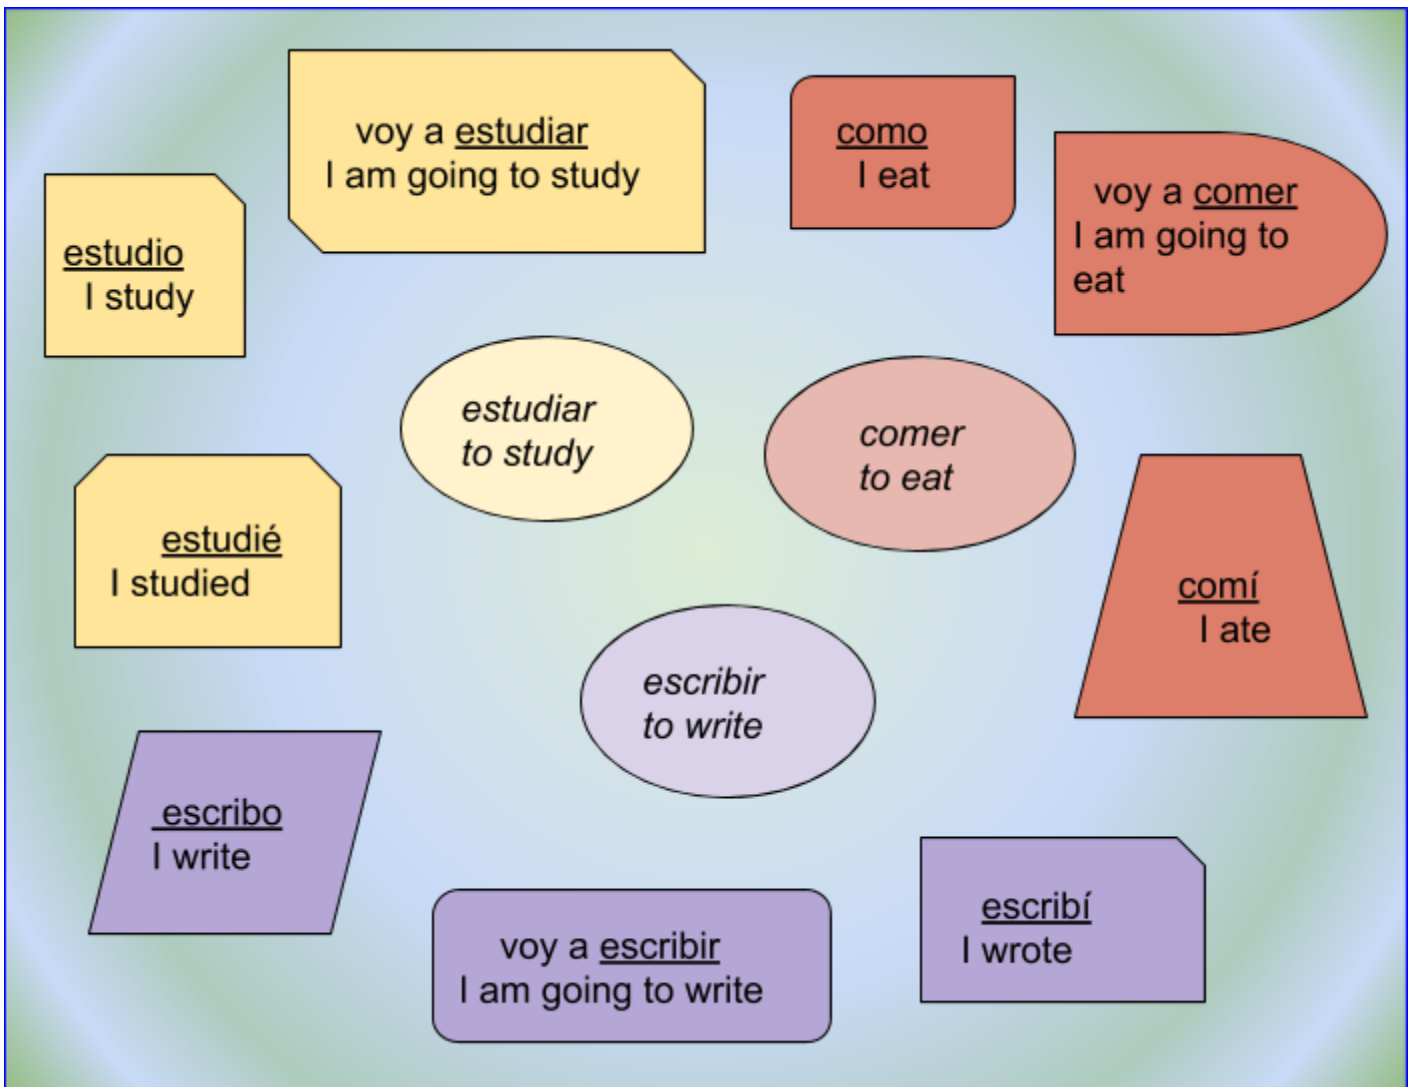 voy a estudiar
I am going to study
como
I eat
voy a comer
I am going to
eat
estudio
I study
estudiar
to study
comer
to eat
estudié
I studied
comí
I ate
escribir
to write
escribo
I write
escribí
I wrote
voy a escribir
I am going to write